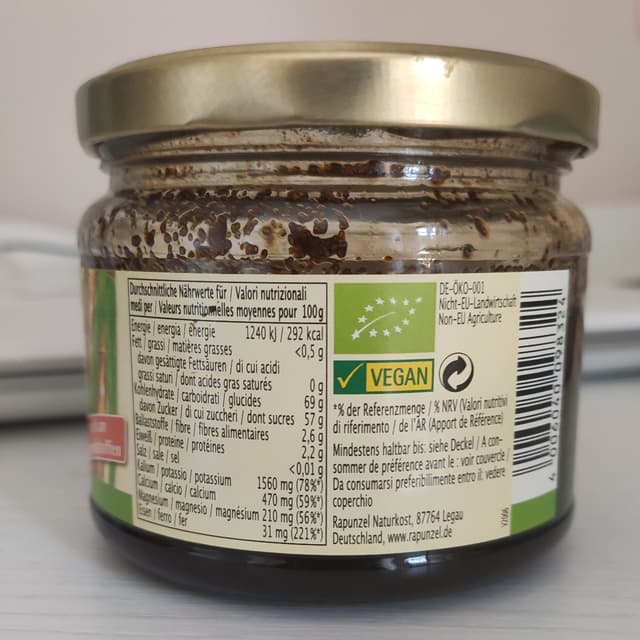 Durchschnittliche Nährwerte für / Valori nutrizionali
medi per / Valeurs nutritionnelles moyennes pour 100g
Energie / energia / énergie 1240 kJ / 292 kcal
Fett / grassi / matières grasses <0,5 g
davon gesättigte Fettsäuren / di cui acidi
grassi saturi / dont acides gras saturés 0 g
Kohlenhydrate / carboidrati / glucides 69 g
davon Zucker / di cui zuccheri / dont sucres 57 g
Ballaststoffe / fibre / fibres alimentaires 2,6 g
Eiweiß / proteine / protéines 2,2 g
Salz / sale / sel <0,01 g
Kalium / potassio / potassium 1560 mg (78%*)
Calcium / calcio / calcium 470 mg (59%*)
Magnesium / magnesio / magnésium 210 mg (56%*)
Eisen / ferro / fer 31 mg (221%*)
DE-ÖKO-001
Nicht-EU-Landwirtschaft
Non-EU Agriculture
VEGAN
*% der Referenzmenge / % NRV (Valori nutritivi
di riferimento / de l'AR (Apport de Référence)
Mindestens haltbar bis: siehe Deckel / A con-
sommer de préférence avant le : voir couvercle /
Da consumarsi preferibilmente entro il: vedere
coperchio
Rapunzel Naturkost, 87764 Legau
Deutschland, www.rapunzel.de
4 006040 098324